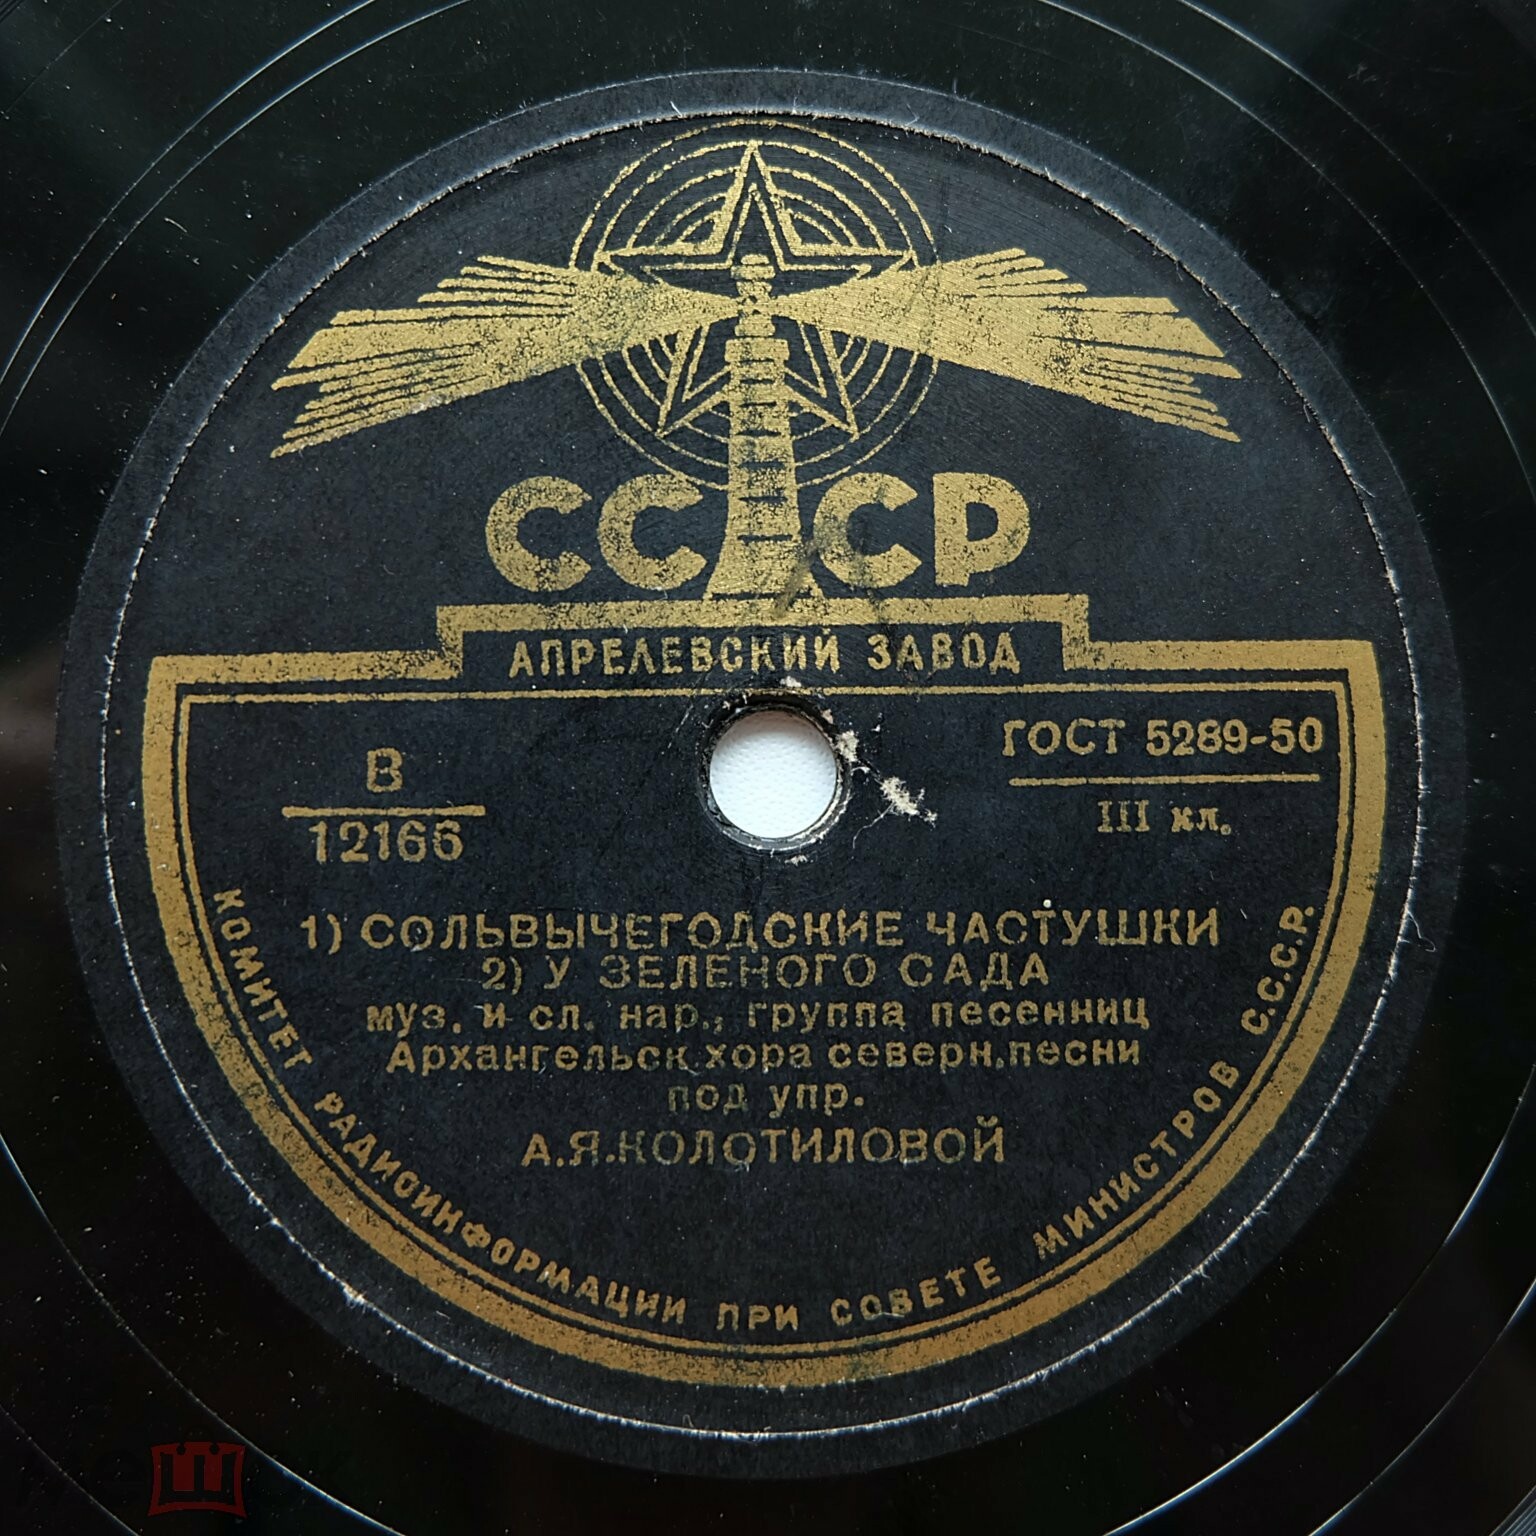 СССР
АПРЕЛЕВСКИЙ ЗАВОД
ГОСТ 5289-50
III кл.
В
12166
1) СОЛЬВЫЧЕГОДСКИЕ ЧАСТУШКИ
2) У ЗЕЛЕНОГО САДА
муз. и сл. нар., группа песенниц
Архангельск. хора северн. песни
под упр.
А.Я. КОЛОТИЛОВОЙ
КОМИТЕТ РАДИОИНФОРМАЦИИ ПРИ СОВЕТЕ МИНИСТРОВ С.С.С.Р.